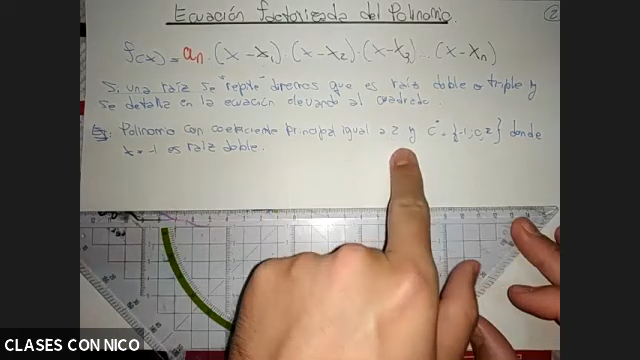 Ecuación factorizada del Polinomio.
2
f(x) = an · (x - x1) · (x - x2) · (x - x3) ... (x - xn)
Si una raíz se "repite" diremos que es raíz doble o triple y
se detalla en la ecuación elevando al cuadrado.
Ej: Polinomio con coeficiente principal igual a 2 y C° = {-1; 0; 2} donde
x = -1 es raíz doble.
CLASES CON NICO